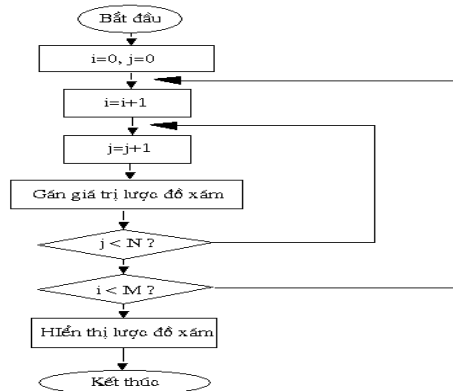 Bắt đầu
i=0, j=0
i=i+1
j=j+1
Gán giá trị lược đồ xám
j < N ?
i < M ?
HIển thị lược đồ xám
Kết thúc